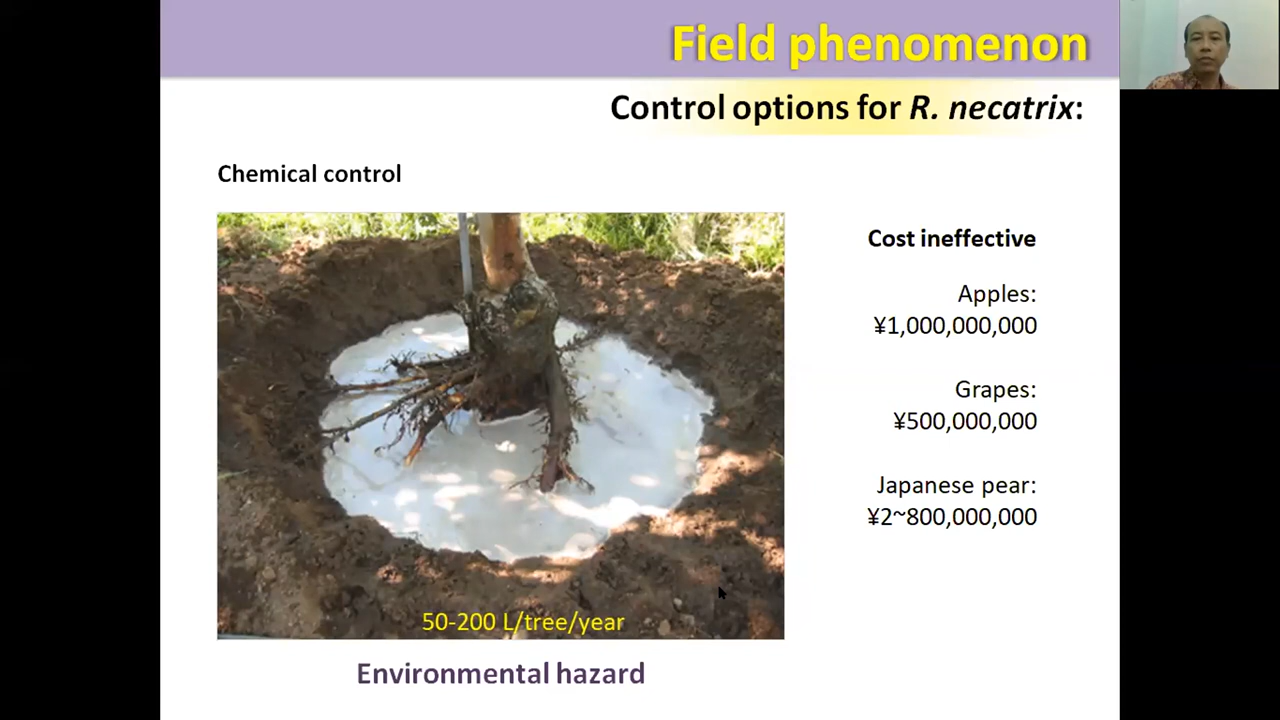 Field phenomenon
Control options for R. necatrix:
Chemical control
50-200 L/tree/year
Environmental hazard
Cost ineffective
Apples:
¥1,000,000,000
Grapes:
¥500,000,000
Japanese pear:
¥2~800,000,000